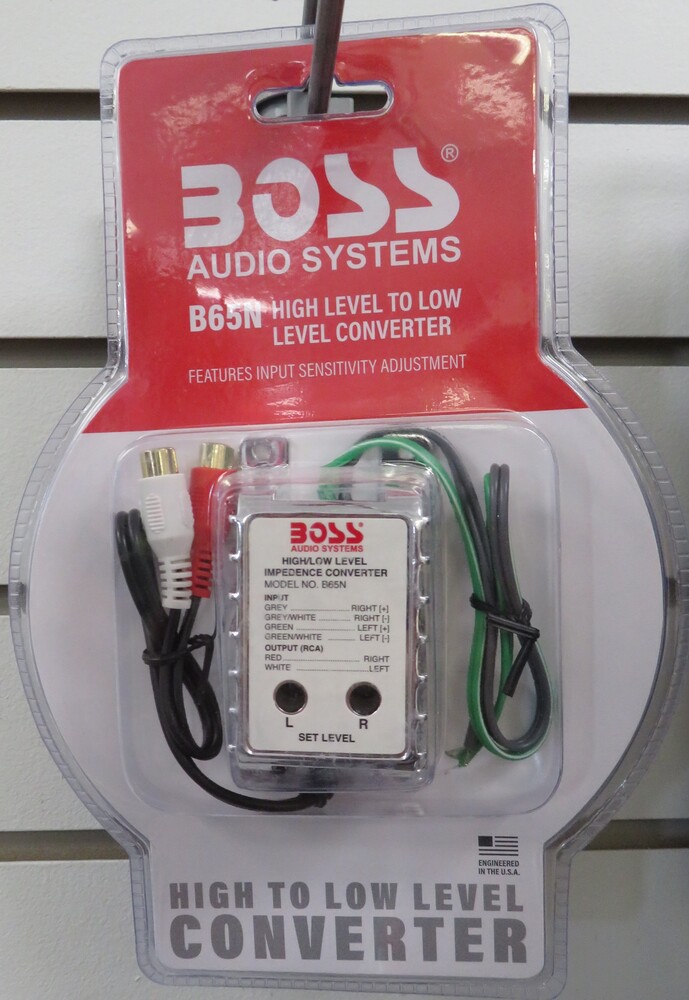 BOSS®
AUDIO SYSTEMS
B65N HIGH LEVEL TO LOW
LEVEL CONVERTER
FEATURES INPUT SENSITIVITY ADJUSTMENT
BOSS
AUDIO SYSTEMS
HIGH/LOW LEVEL
IMPEDENCE CONVERTER
MODEL NO. B65N
INPUT
GREY ........ RIGHT [+]
GREY/WHITE ........ RIGHT [-]
GREEN ........ LEFT [+]
GREEN/WHITE ........ LEFT [-]
OUTPUT (RCA)
RED ........ RIGHT
WHITE ........ LEFT
L R
SET LEVEL
ENGINEERED
IN THE U.S.A.
HIGH TO LOW LEVEL
CONVERTER